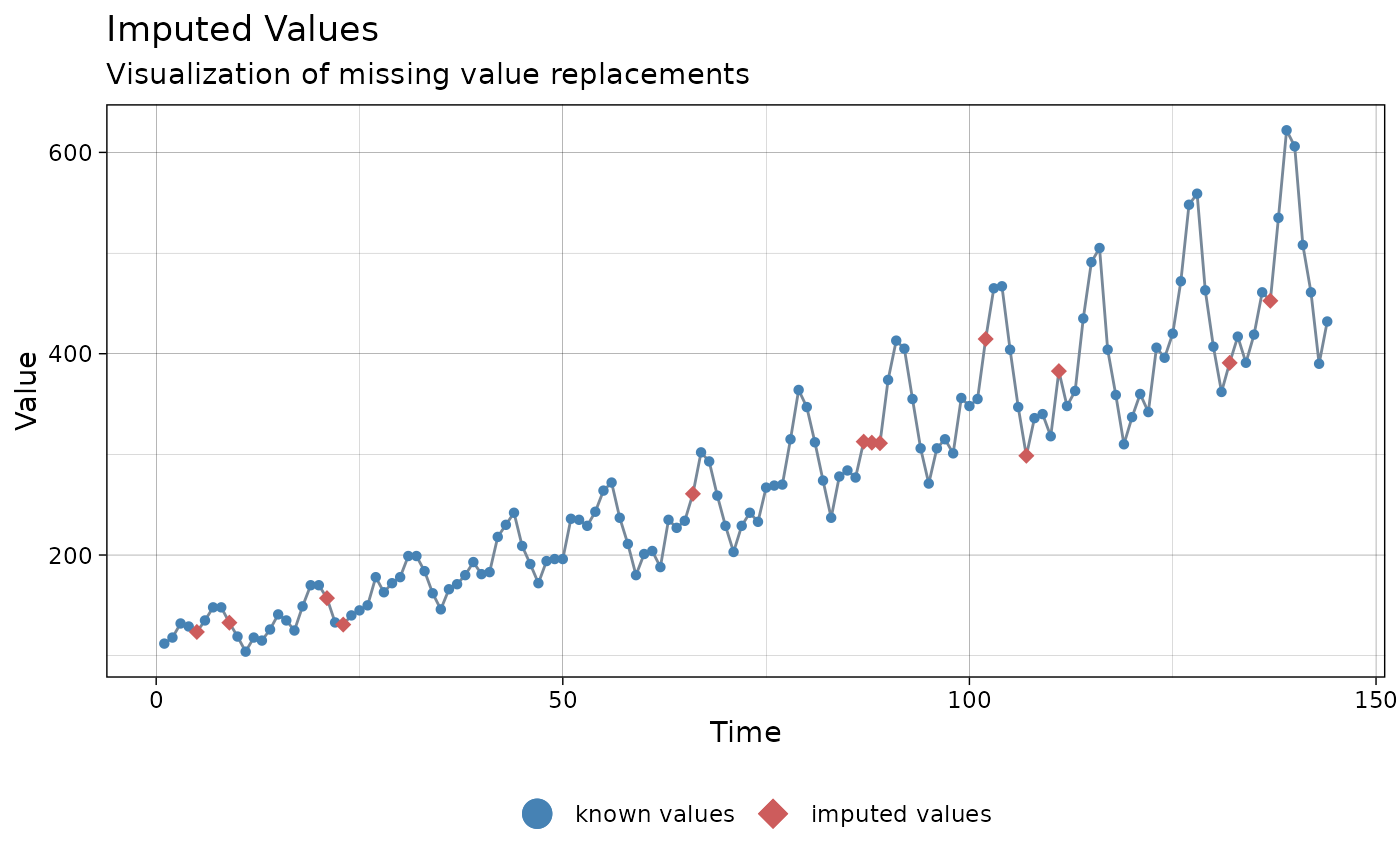 Imputed Values
Visualization of missing value replacements
600
400
200
Value
0 50 100 150
Time
known values imputed values